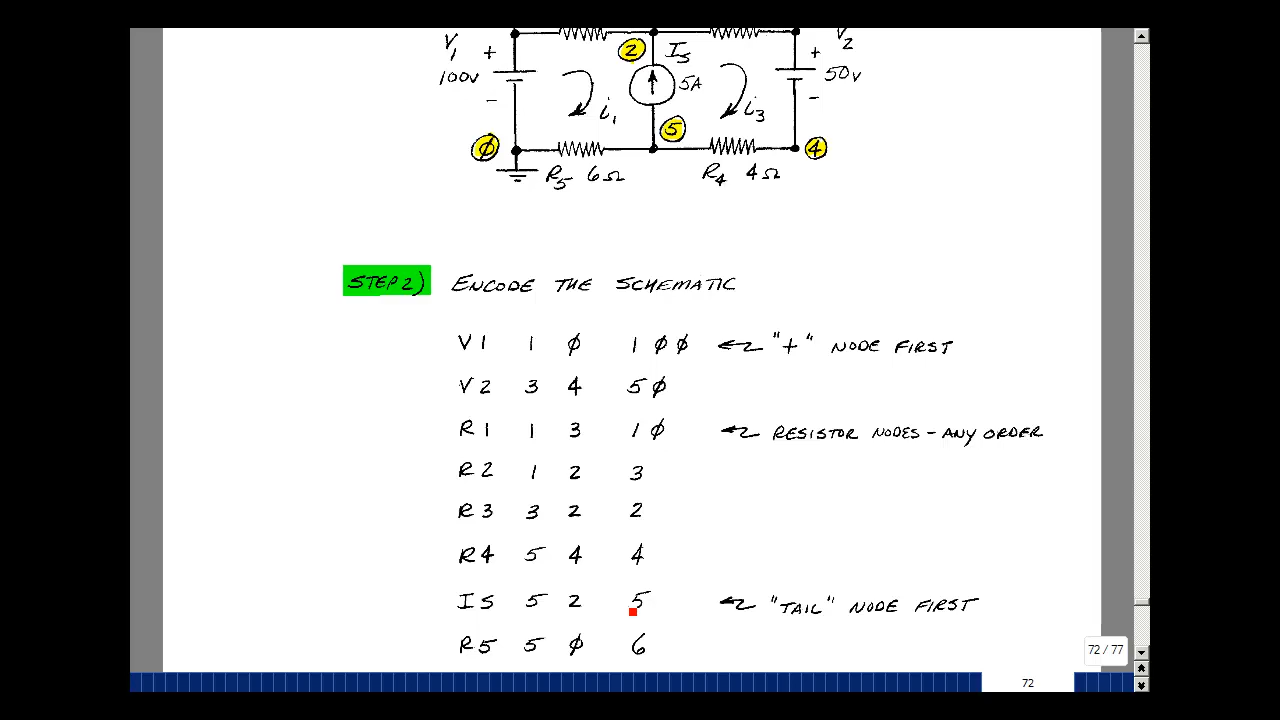 V1 + 100V -
2
IS 5A
V2 + 50V -
i1
i3
5
φ
4
R5 6Ω
R4 4Ω
STEP 2) ENCODE THE SCHEMATIC
V1 1 φ 1φφ ← "+" NODE FIRST
V2 3 4 5φ
R1 1 3 1φ ← RESISTOR NODES - ANY ORDER
R2 1 2 3
R3 3 2 2
R4 5 4 4
IS 5 2 5 ← "TAIL" NODE FIRST
R5 5 φ 6
72 / 77
72